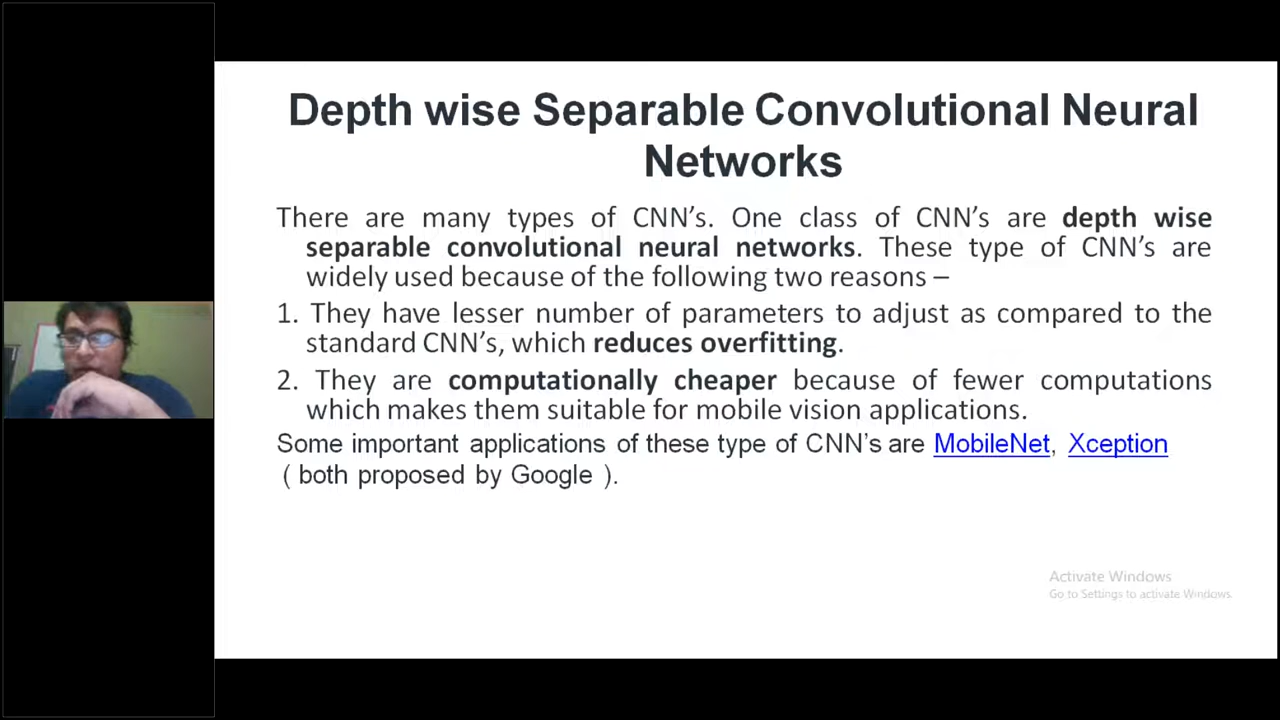 Depth wise Separable Convolutional Neural
Networks
There are many types of CNN’s. One class of CNN’s are depth wise
separable convolutional neural networks. These type of CNN’s are
widely used because of the following two reasons –
1. They have lesser number of parameters to adjust as compared to the
standard CNN’s, which reduces overfitting.
2. They are computationally cheaper because of fewer computations
which makes them suitable for mobile vision applications.
Some important applications of these type of CNN’s are MobileNet, Xception
( both proposed by Google ).
Activate Windows
Go to Settings to activate Windows.